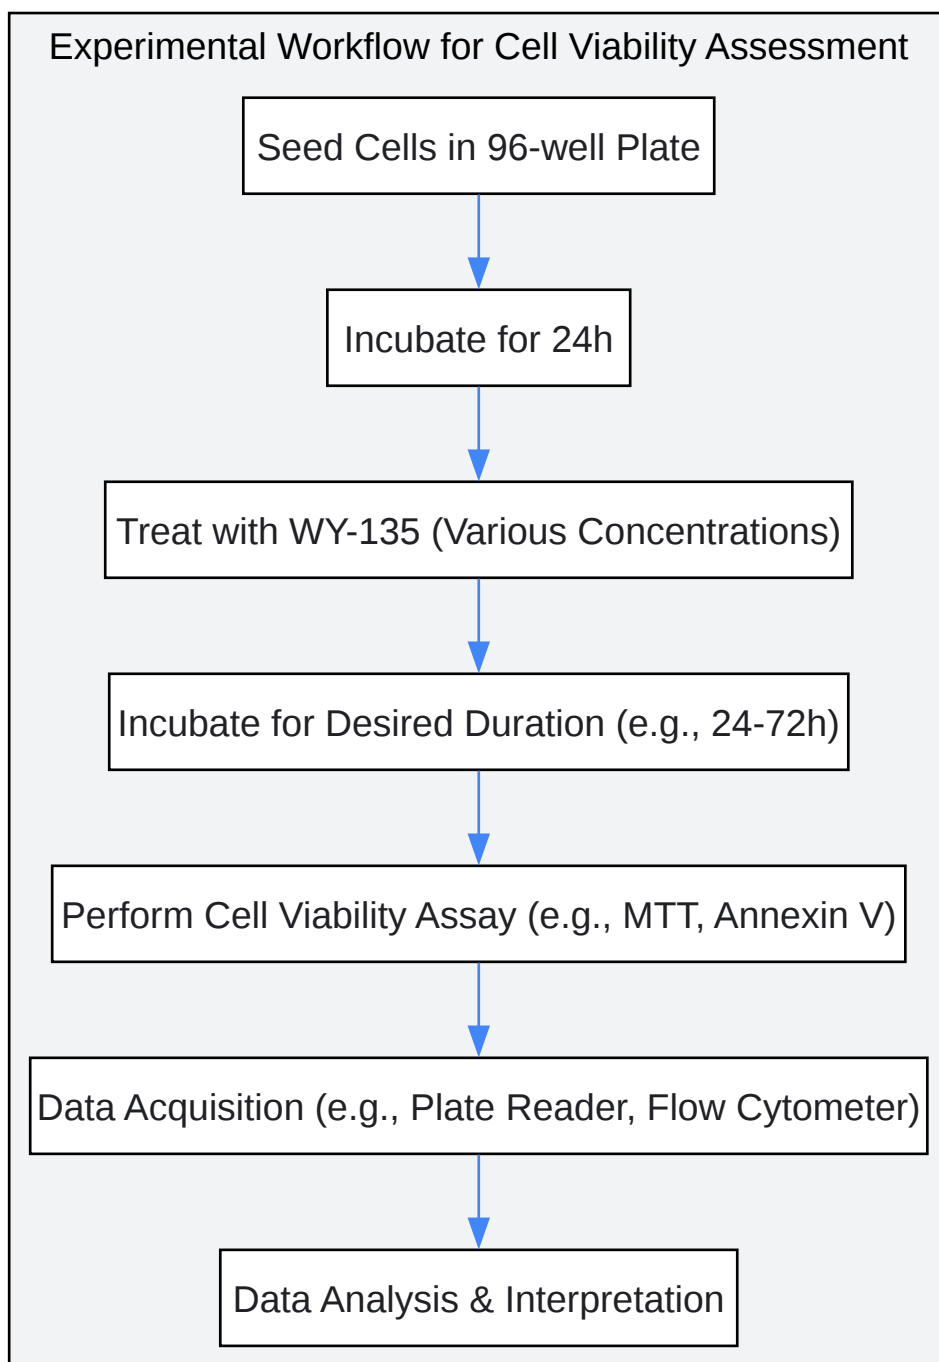 Experimental Workflow for Cell Viability Assessment
Seed Cells in 96-well Plate
Incubate for 24h
Treat with WY-135 (Various Concentrations)
Incubate for Desired Duration (e.g., 24-72h)
Perform Cell Viability Assay (e.g., MTT, Annexin V)
Data Acquisition (e.g., Plate Reader, Flow Cytometer)
Data Analysis & Interpretation